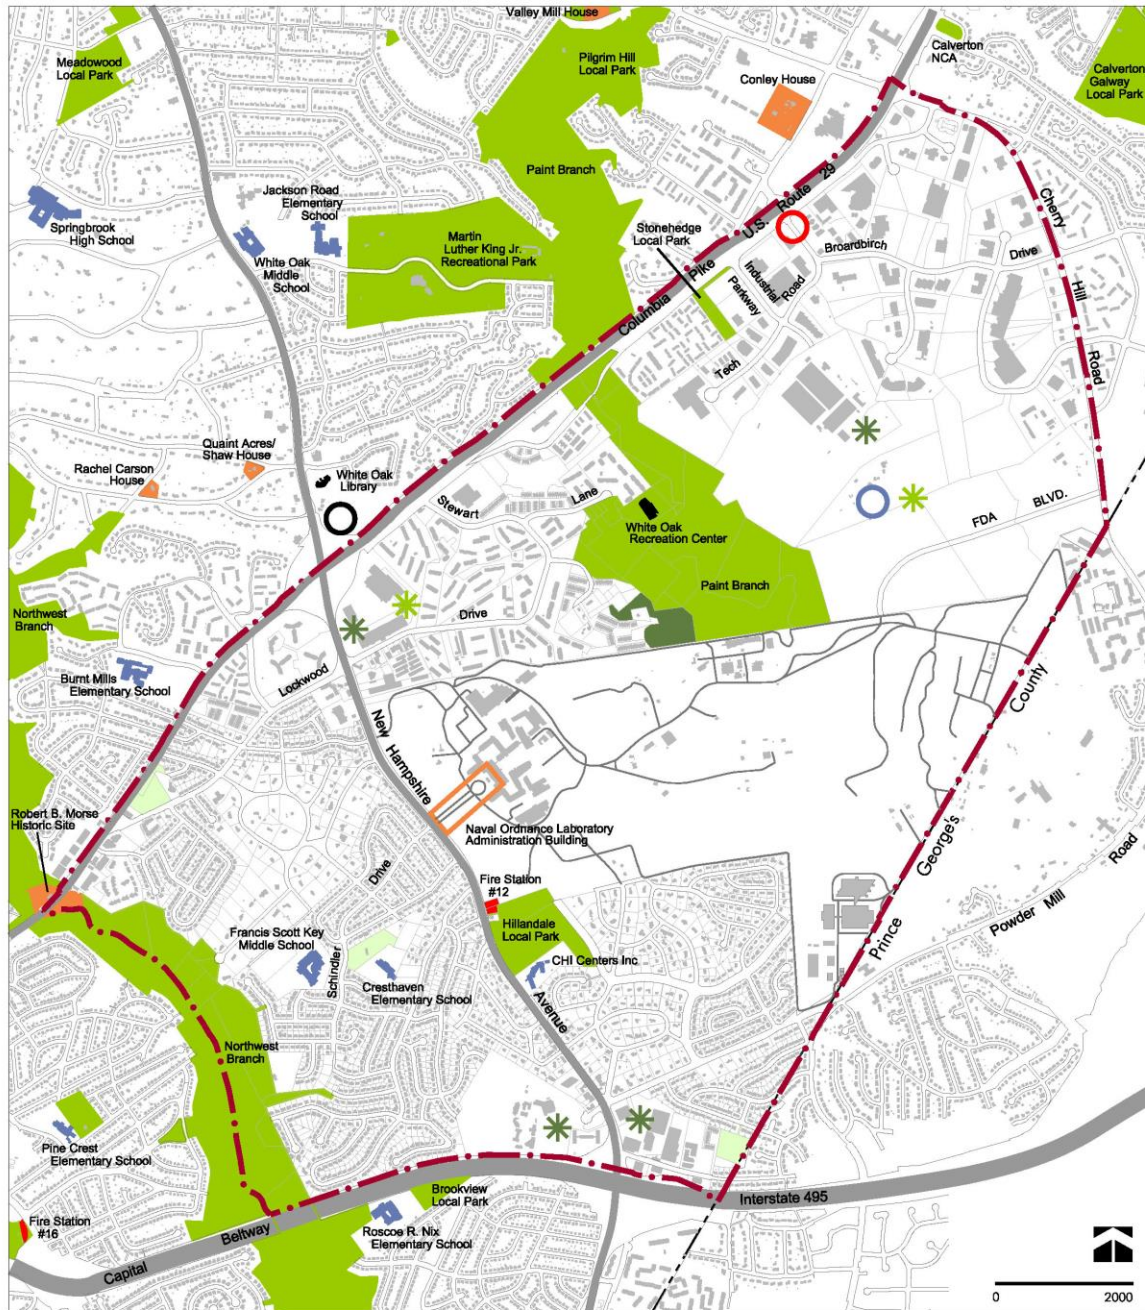 Valley Mill House
Meadowood
Local Park
Pilgrim Hill
Local Park
Calverton
NCA
Calverton
Galway
Local Park
Conley House
Paint Branch
U.S. Route 29
Cherry
Hill
Road
Springbrook
High School
Jackson Road
Elementary
School
White Oak
Middle
School
Martin
Luther King Jr.
Recreational Park
Stonehedge
Local Park
Broardbirch
Drive
Industrial
Parkway
Road
Columbia Pike
Tech
Quaint Acres/
Shaw House
Rachel Carson
House
White Oak
Library
Stewart
Lane
White Oak
Recreation Center
FDA BLVD.
Paint Branch
Northwest
Branch
Drive
Lockwood
Burnt Mills
Elementary School
New Hampshire
County
Robert B. Morse
Historic Site
Naval Ordnance Laboratory
Administration Building
George's
Road
Drive
Fire Station
#12
Hillandale
Local Park
Powder Mill
Prince
Francis Scott Key
Middle School
Schindler
Cresthaven
Elementary School
CHI Centers Inc
Avenue
Northwest
Branch
Pine Crest
Elementary School
Brookview
Local Park
Interstate 495
Fire Station
#16
Roscoe R. Nix
Elementary School
Capital
Beltway
0 2000